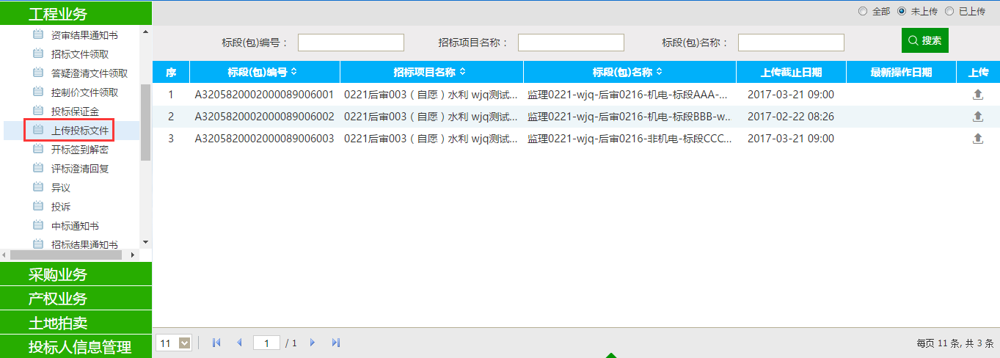 工程业务
资审结果通知书
招标文件领取
答疑澄清文件领取
控制价文件领取
投标保证金
上传投标文件
开标签到解密
评标澄清回复
异议
投诉
中标通知书
招标结果通知书
采购业务
产权业务
土地拍卖
投标人信息管理
全部 未上传 已上传
标段(包)编号： 招标项目名称： 标段(包)名称： 搜索
序 标段(包)编号 招标项目名称 标段(包)名称 上传截止日期 最新操作日期 上传
1 A3205820002000089006001 0221后审003（自愿）水利 wjq测试... 监理0221-wjq-后审0216-机电-标段AAA-... 2017-03-21 09:00
2 A3205820002000089006002 0221后审003（自愿）水利 wjq测试... 监理0221-wjq-后审0216-机电-标段BBB-w... 2017-02-22 08:26
3 A3205820002000089006003 0221后审003（自愿）水利 wjq测试... 监理0221-wjq-后审0216-非机电-标段CCC... 2017-03-21 09:00
11 1 / 1 每页 11 条, 共 3 条